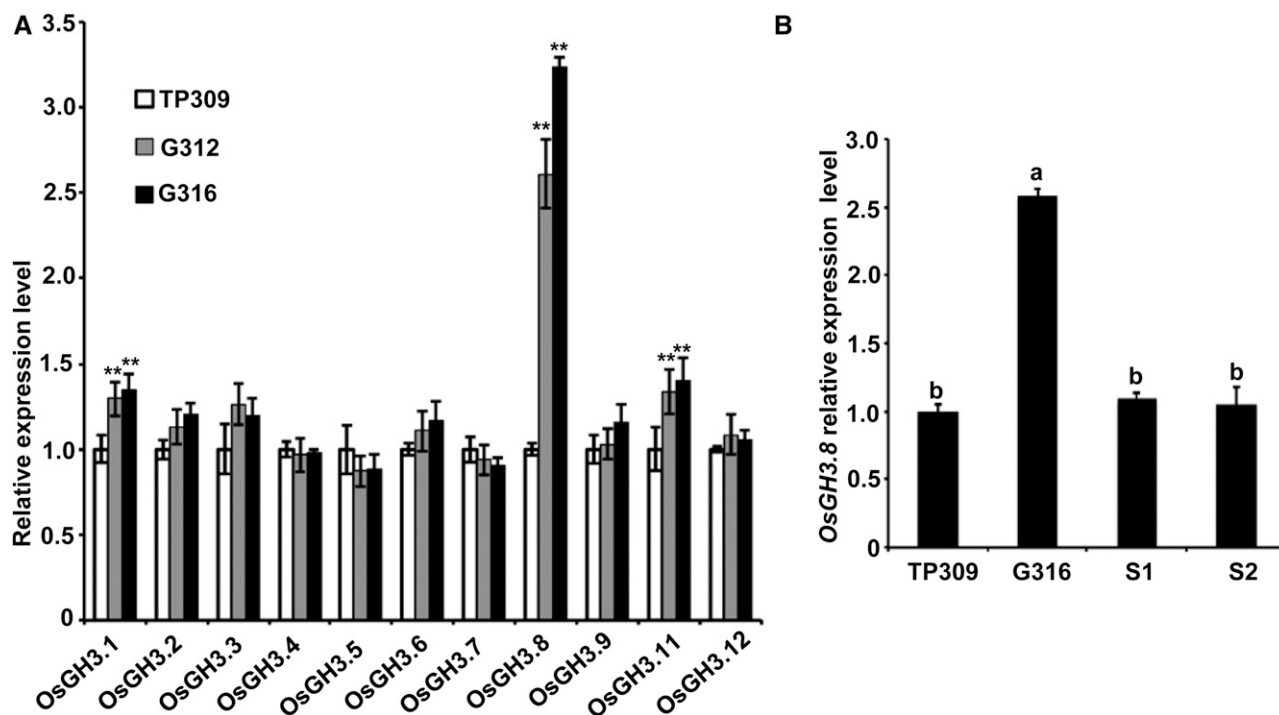 A
Relative expression level
3.5
3.0
2.5
2.0
1.5
1.0
0.5
0
TP309
G312
G316
** **
** **
** **
OsGH3.1
OsGH3.2
OsGH3.3
OsGH3.4
OsGH3.5
OsGH3.6
OsGH3.7
OsGH3.8
OsGH3.9
OsGH3.11
OsGH3.12
B
OsGH3.8 relative expression level
3.0
2.5
2.0
1.5
1.0
0.5
0
b
a
b
b
TP309 G316 S1 S2